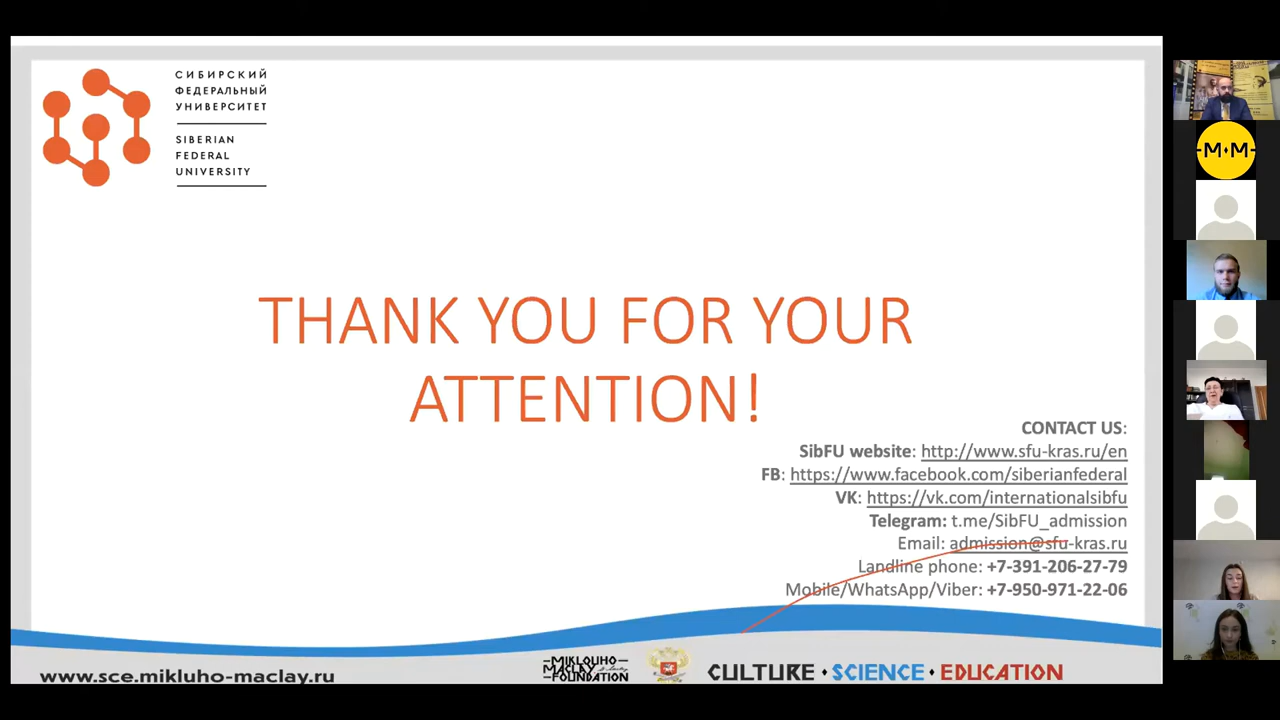 СИБИРСКИЙ
ФЕДЕРАЛЬНЫЙ
УНИВЕРСИТЕТ
SIBERIAN
FEDERAL
UNIVERSITY
THANK YOU FOR YOUR
ATTENTION!
CONTACT US:
SibFU website: http://www.sfu-kras.ru/en
FB: https://www.facebook.com/siberianfederal
VK: https://vk.com/internationalsibfu
Telegram: t.me/SibFU_admission
Email: admission@sfu-kras.ru
Landline phone: +7-391-206-27-79
Mobile/WhatsApp/Viber: +7-950-971-22-06
www.sce.mikluho-maclay.ru
MIKLOUHO
MACLAY
FOUNDATION
CULTURE • SCIENCE • EDUCATION
M•M